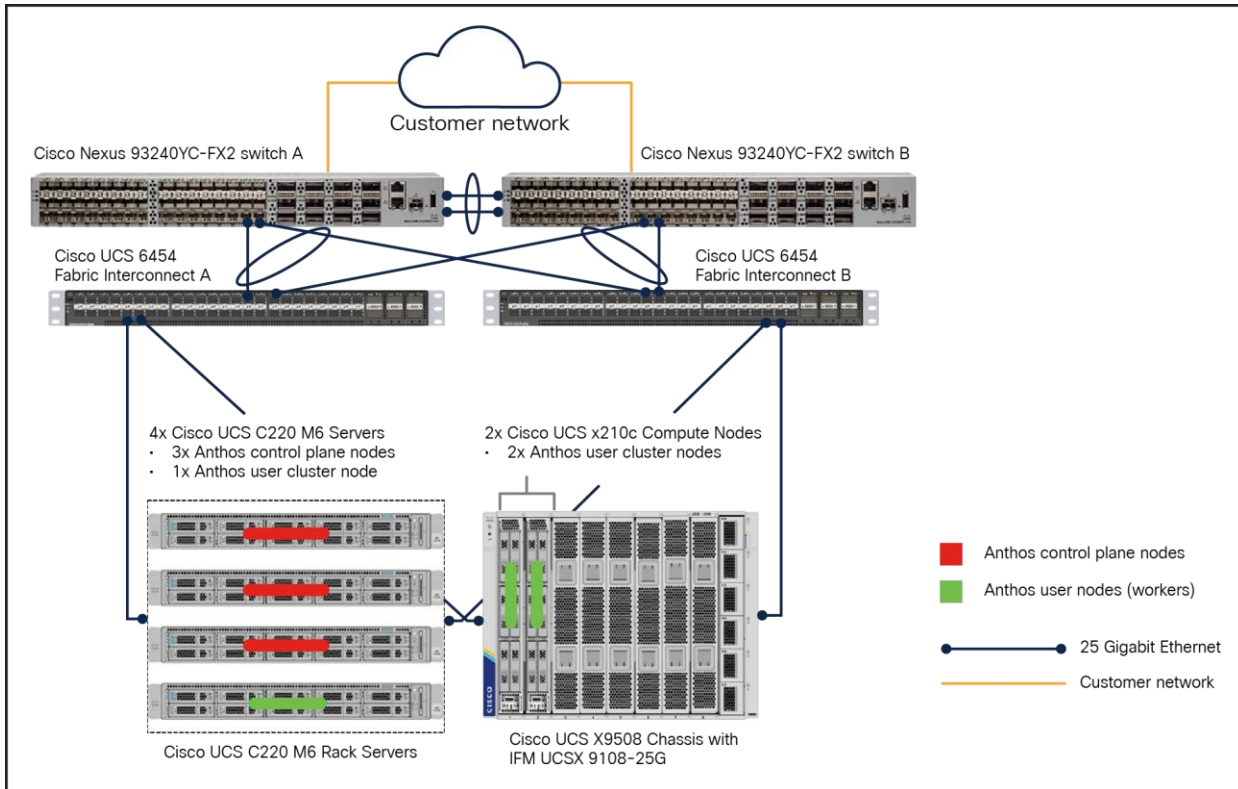 Customer network
Cisco Nexus 93240YC-FX2 switch A
Cisco Nexus 93240YC-FX2 switch B
Cisco UCS 6454
Fabric Interconnect A
Cisco UCS 6454
Fabric Interconnect B
4x Cisco UCS C220 M6 Servers
• 3x Anthos control plane nodes
• 1x Anthos user cluster node
2x Cisco UCS x210c Compute Nodes
• 2x Anthos user cluster nodes
Anthos control plane nodes
Anthos user nodes (workers)
25 Gigabit Ethernet
Customer network
CISCO
Cisco UCS C220 M6 Rack Servers
Cisco UCS X9508 Chassis with
IFM UCSX 9108-25G